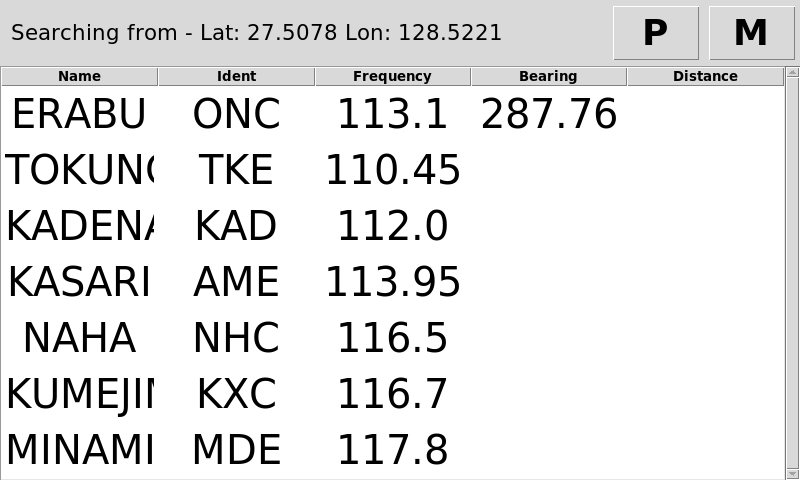 Searching from - Lat: 27.5078 Lon: 128.5221 P M
Name Ident Frequency Bearing Distance
ERABU ONC 113.1 287.76
TOKUN TKE 110.45
KADENA KAD 112.0
KASARI AME 113.95
NAHA NHC 116.5
KUMEJI KXC 116.7
MINAMI MDE 117.8